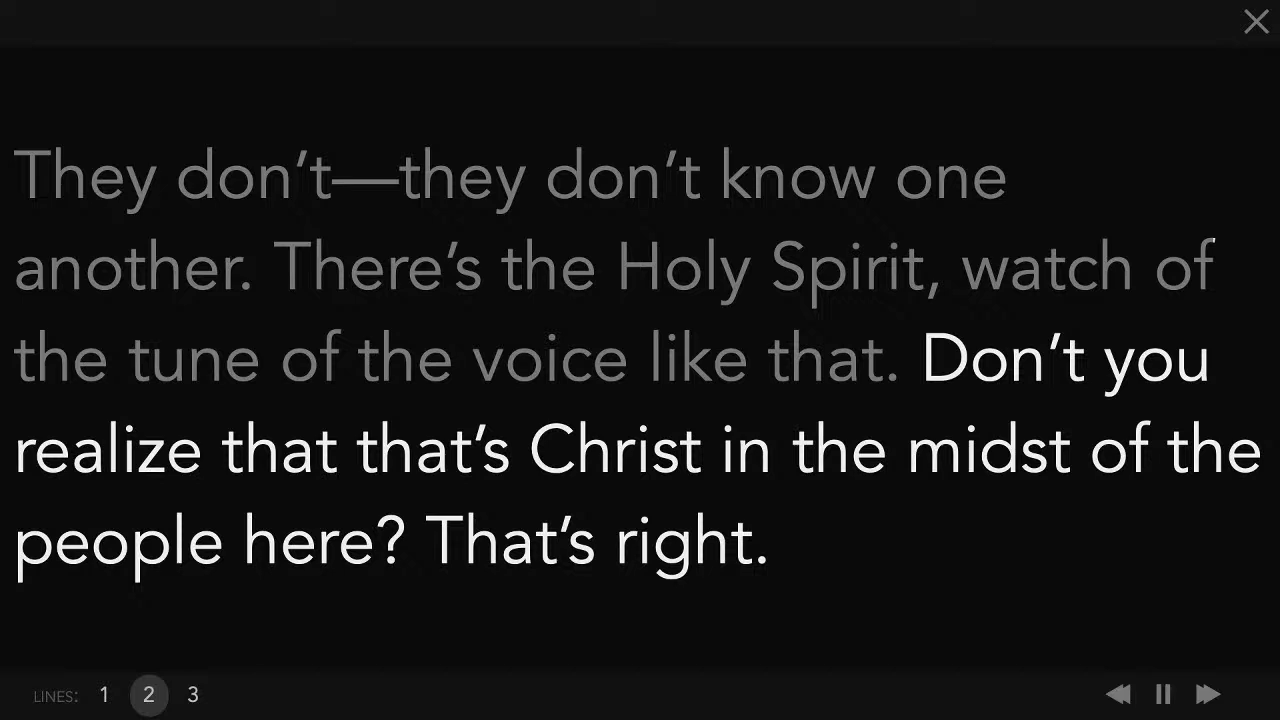 They don’t—they don’t know one
another. There’s the Holy Spirit, watch of
the tune of the voice like that. Don’t you
realize that that’s Christ in the midst of the
people here? That’s right.
LINES: 1 2 3